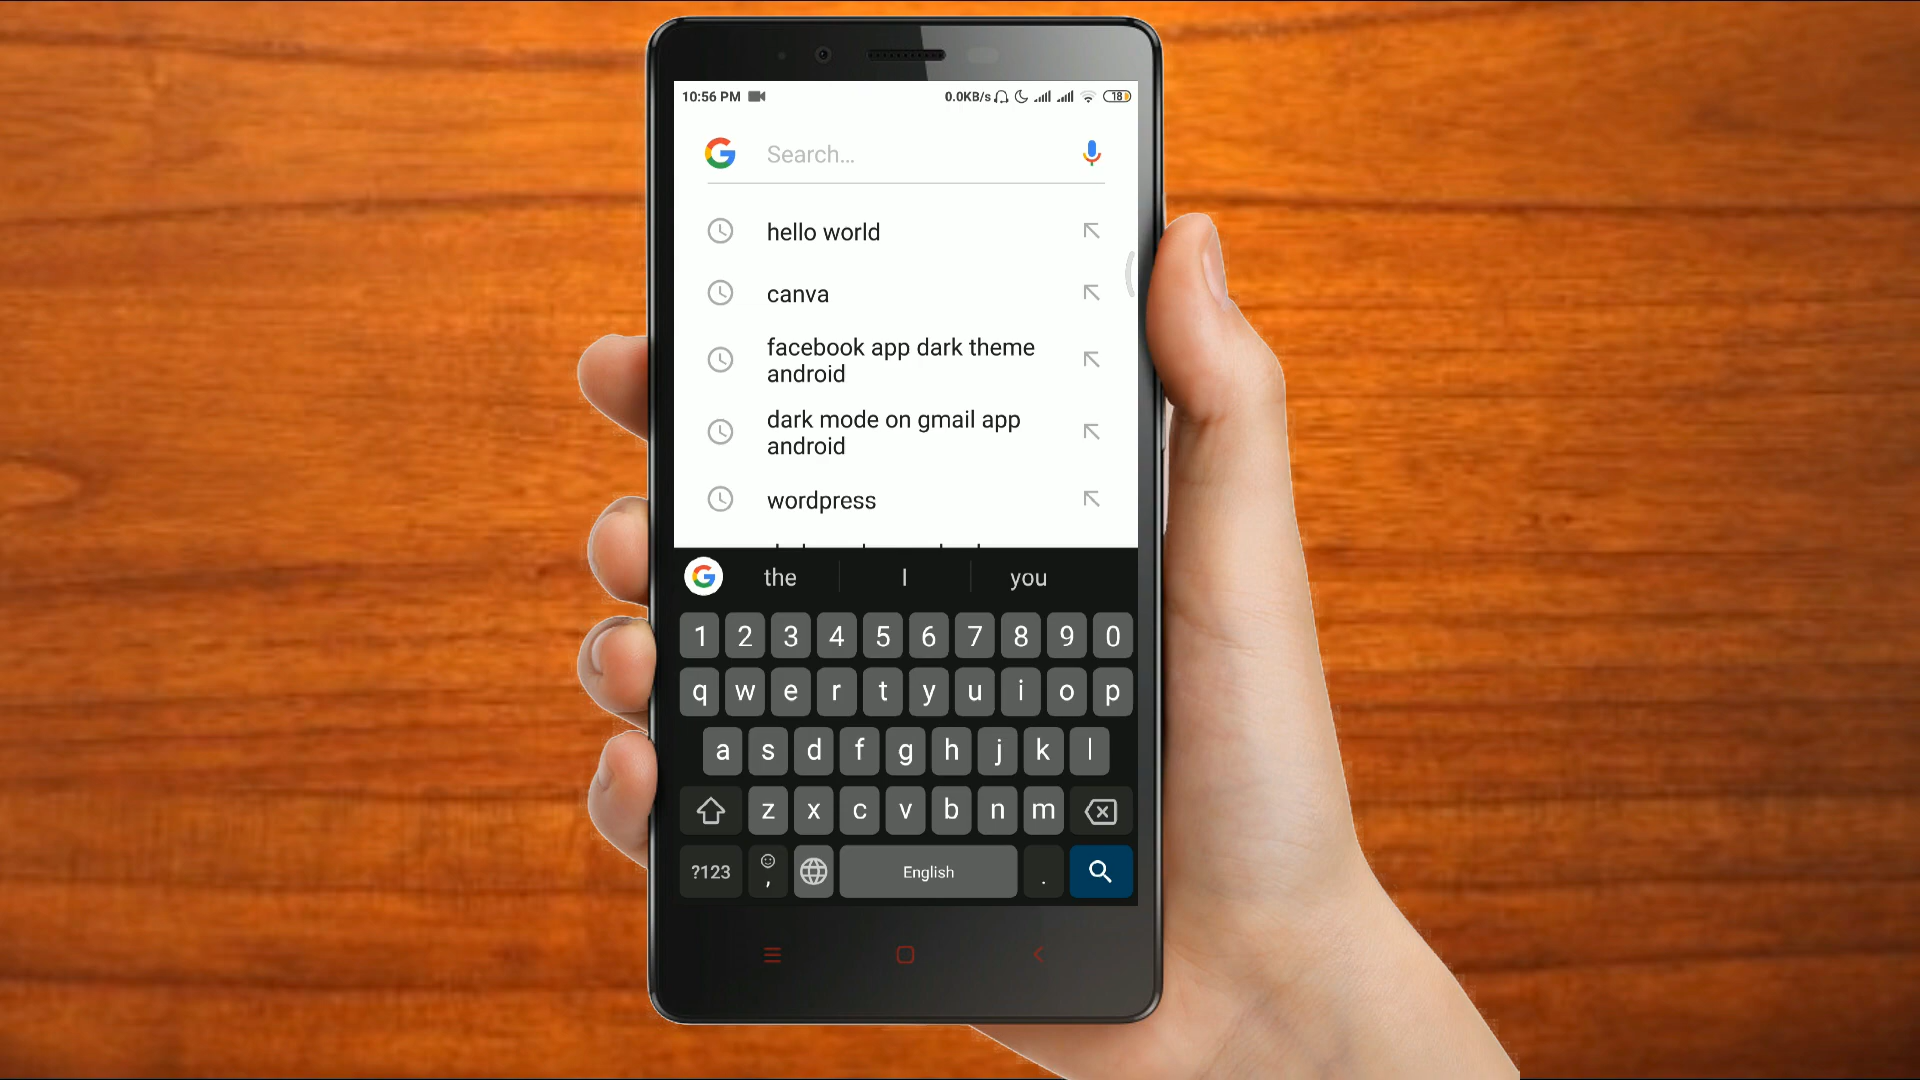 10:56 PM 0.0KB/s 18
Search...
hello world
canva
facebook app dark theme
android
dark mode on gmail app
android
wordpress
the I you
1 2 3 4 5 6 7 8 9 0
q w e r t y u i o p
a s d f g h j k l
z x c v b n m
?123 , English .